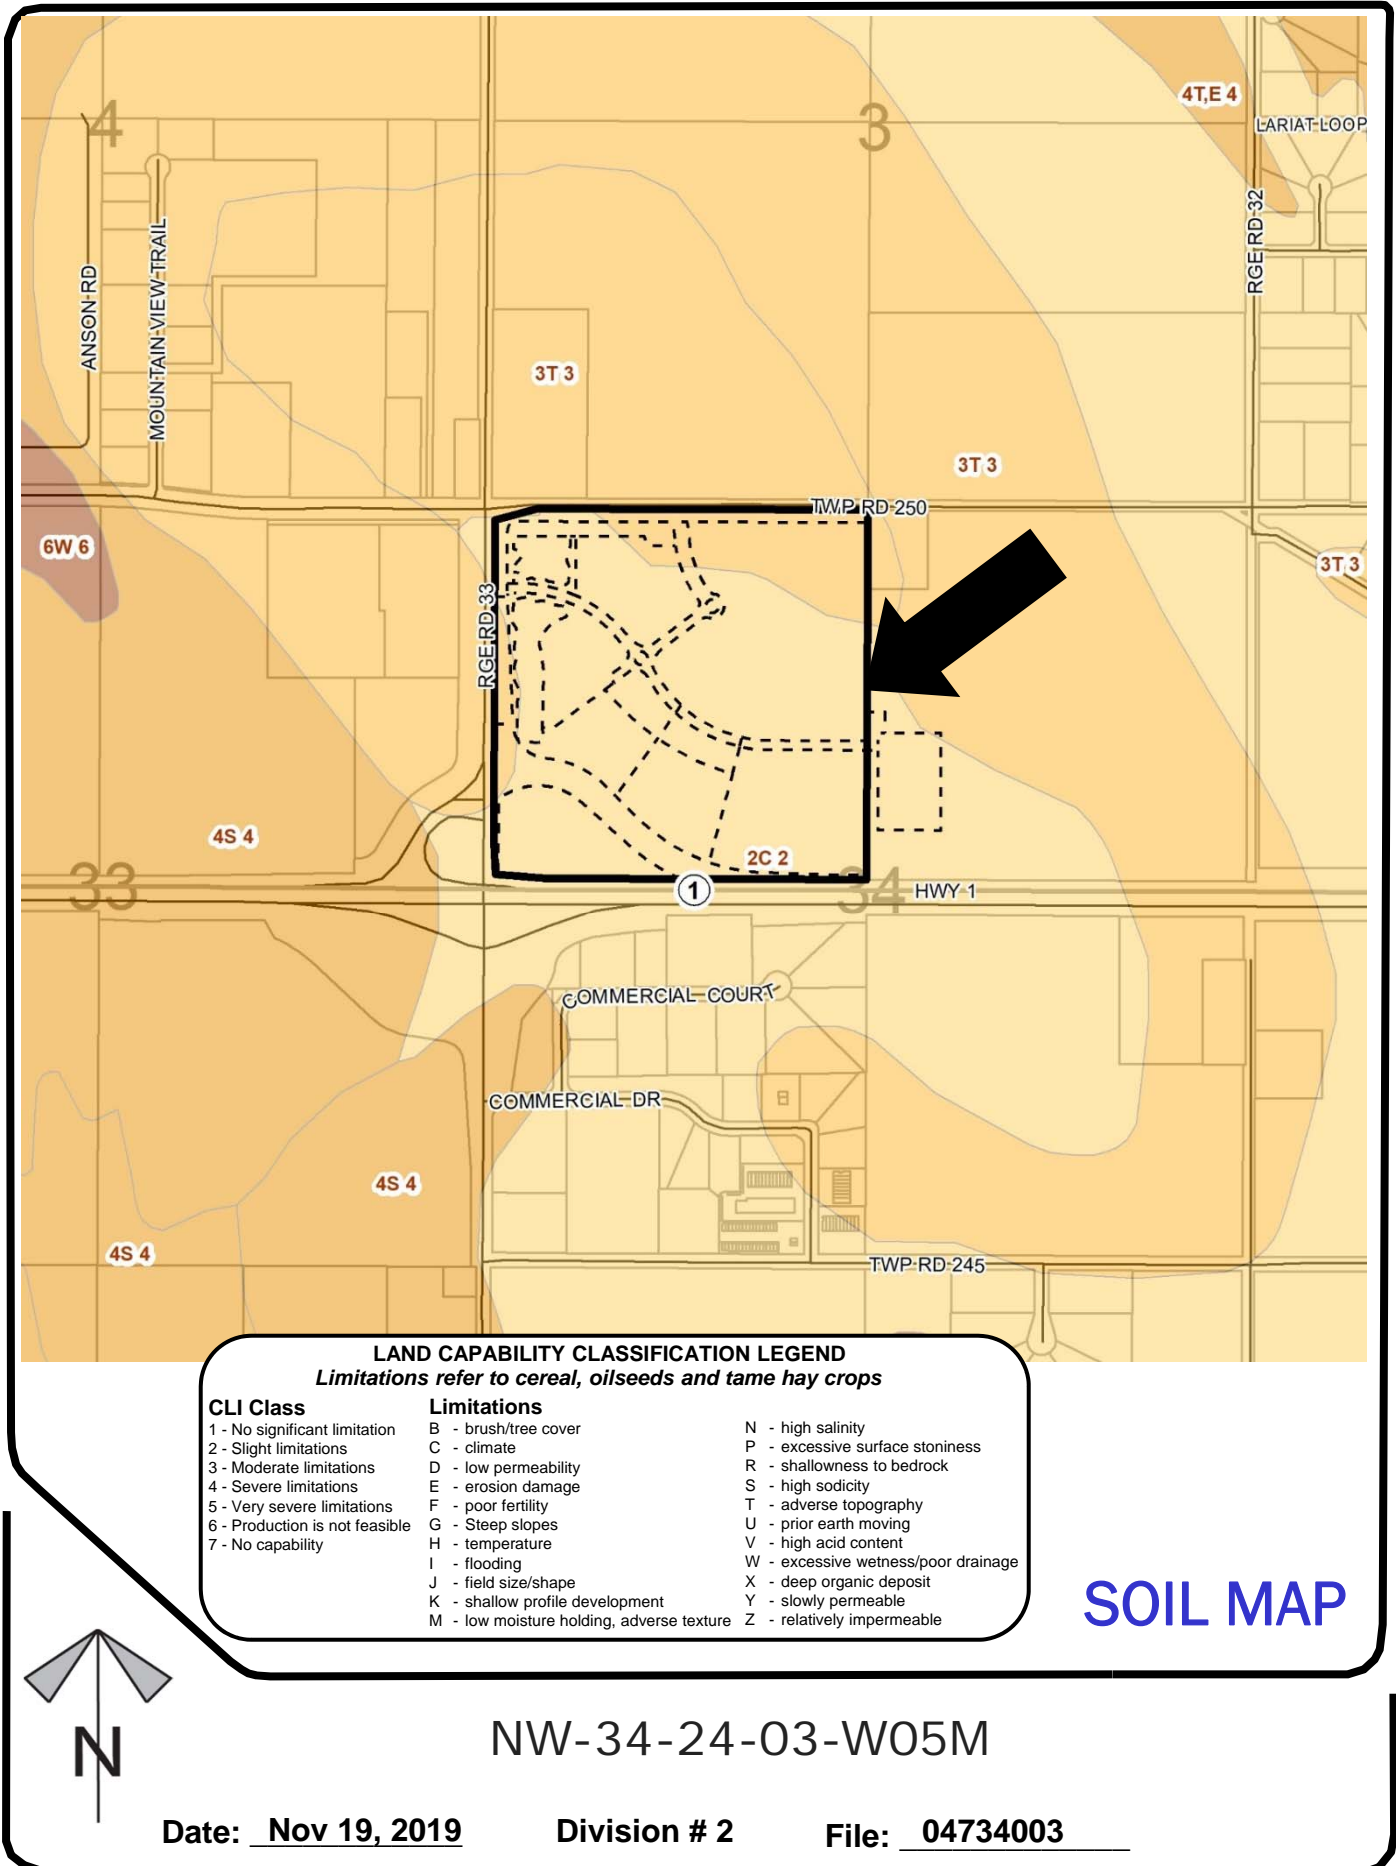 4
3
4T,E 4
LARIAT LOOP
RGE RD 32
ANSON RD
MOUNTAIN VIEW TRAIL
3T 3
3T 3
TWP RD 250
6W 6
3T 3
RGE RD 33
4S 4
2C 2
33
1
34
HWY 1
COMMERCIAL COURT
COMMERCIAL DR
4S 4
4S 4
TWP RD 245
LAND CAPABILITY CLASSIFICATION LEGEND
Limitations refer to cereal, oilseeds and tame hay crops
CLI Class
1 - No significant limitation
2 - Slight limitations
3 - Moderate limitations
4 - Severe limitations
5 - Very severe limitations
6 - Production is not feasible
7 - No capability
Limitations
B - brush/tree cover
C - climate
D - low permeability
E - erosion damage
F - poor fertility
G - Steep slopes
H - temperature
I - flooding
J - field size/shape
K - shallow profile development
M - low moisture holding, adverse texture
N - high salinity
P - excessive surface stoniness
R - shallowness to bedrock
S - high sodicity
T - adverse topography
U - prior earth moving
V - high acid content
W - excessive wetness/poor drainage
X - deep organic deposit
Y - slowly permeable
Z - relatively impermeable
SOIL MAP
N
NW-34-24-03-W05M
Date: Nov 19, 2019 Division # 2 File: 04734003